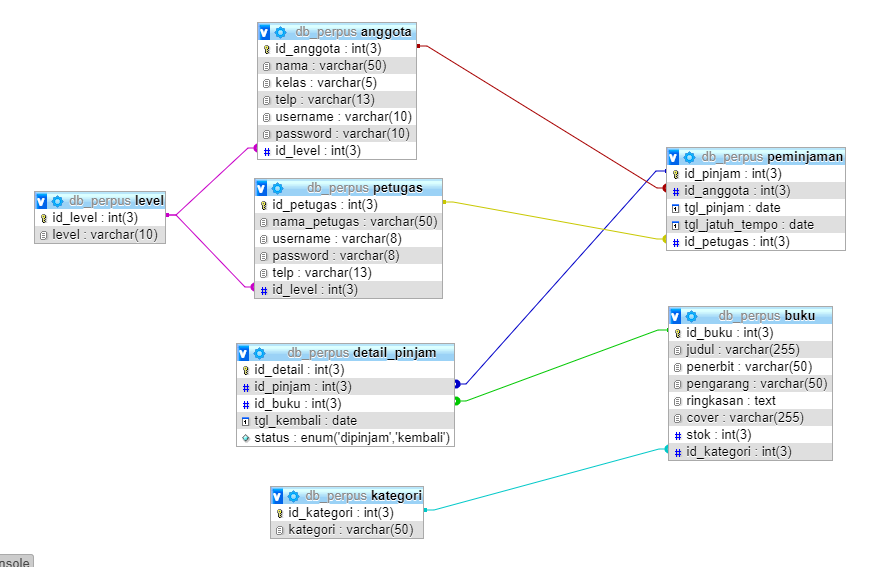 db_perpus anggota
id_anggota : int(3)
nama : varchar(50)
kelas : varchar(5)
telp : varchar(13)
username : varchar(10)
password : varchar(10)
id_level : int(3)
db_perpus level
id_level : int(3)
level : varchar(10)
db_perpus petugas
id_petugas : int(3)
nama_petugas : varchar(50)
username : varchar(8)
password : varchar(8)
telp : varchar(13)
id_level : int(3)
db_perpus peminjaman
id_pinjam : int(3)
id_anggota : int(3)
tgl_pinjam : date
tgl_jatuh_tempo : date
id_petugas : int(3)
db_perpus buku
id_buku : int(3)
judul : varchar(255)
penerbit : varchar(50)
pengarang : varchar(50)
ringkasan : text
cover : varchar(255)
stok : int(3)
id_kategori : int(3)
db_perpus detail_pinjam
id_detail : int(3)
id_pinjam : int(3)
id_buku : int(3)
tgl_kembali : date
status : enum('dipinjam','kembali')
db_perpus kategori
id_kategori : int(3)
kategori : varchar(50)
nsole